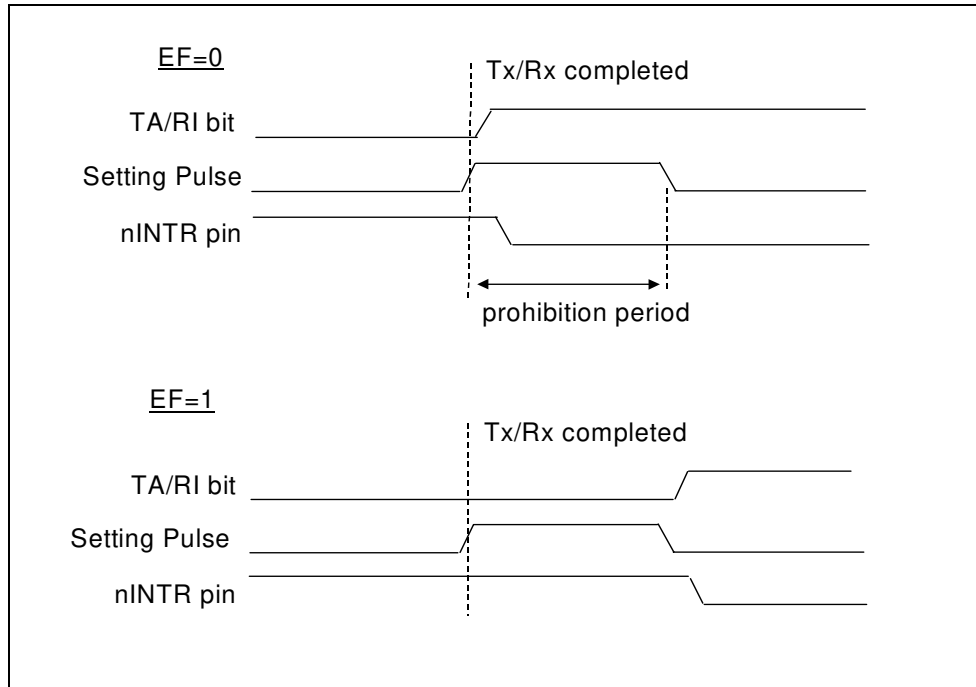 EF=0
Tx/Rx completed
TA/RI bit
Setting Pulse
nINTR pin
prohibition period
EF=1
Tx/Rx completed
TA/RI bit
Setting Pulse
nINTR pin